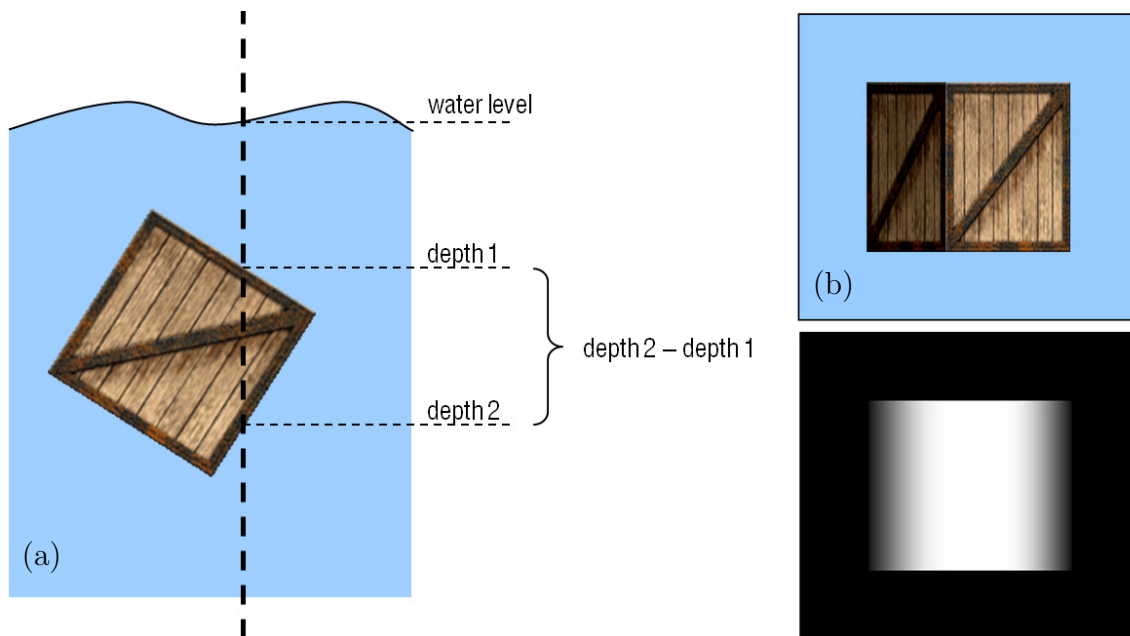 water level
depth 1
depth 2 – depth 1
depth 2
(a)
(b)